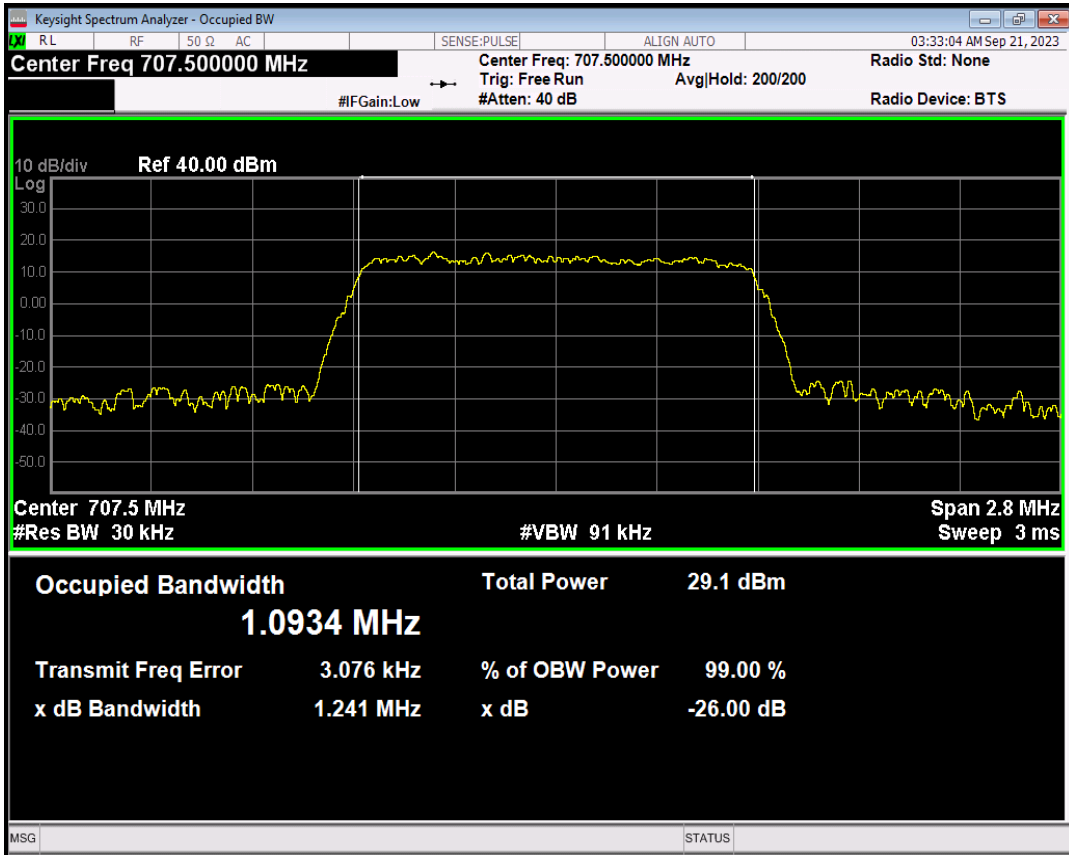 Keysight Spectrum Analyzer - Occupied BW
LXI RL RF 50 Ω AC SENSE:PULSE ALIGN AUTO 03:33:04 AM Sep 21, 2023
Center Freq 707.500000 MHz Center Freq: 707.500000 MHz Radio Std: None
Trig: Free Run Avg|Hold: 200/200
#IFGain:Low #Atten: 40 dB Radio Device: BTS
10 dB/div Ref 40.00 dBm
Log
30.0
20.0
10.0
0.00
-10.0
-20.0
-30.0
-40.0
-50.0
Center 707.5 MHz Span 2.8 MHz
#Res BW 30 kHz #VBW 91 kHz Sweep 3 ms
Occupied Bandwidth Total Power 29.1 dBm
1.0934 MHz
Transmit Freq Error 3.076 kHz % of OBW Power 99.00 %
x dB Bandwidth 1.241 MHz x dB -26.00 dB
MSG STATUS